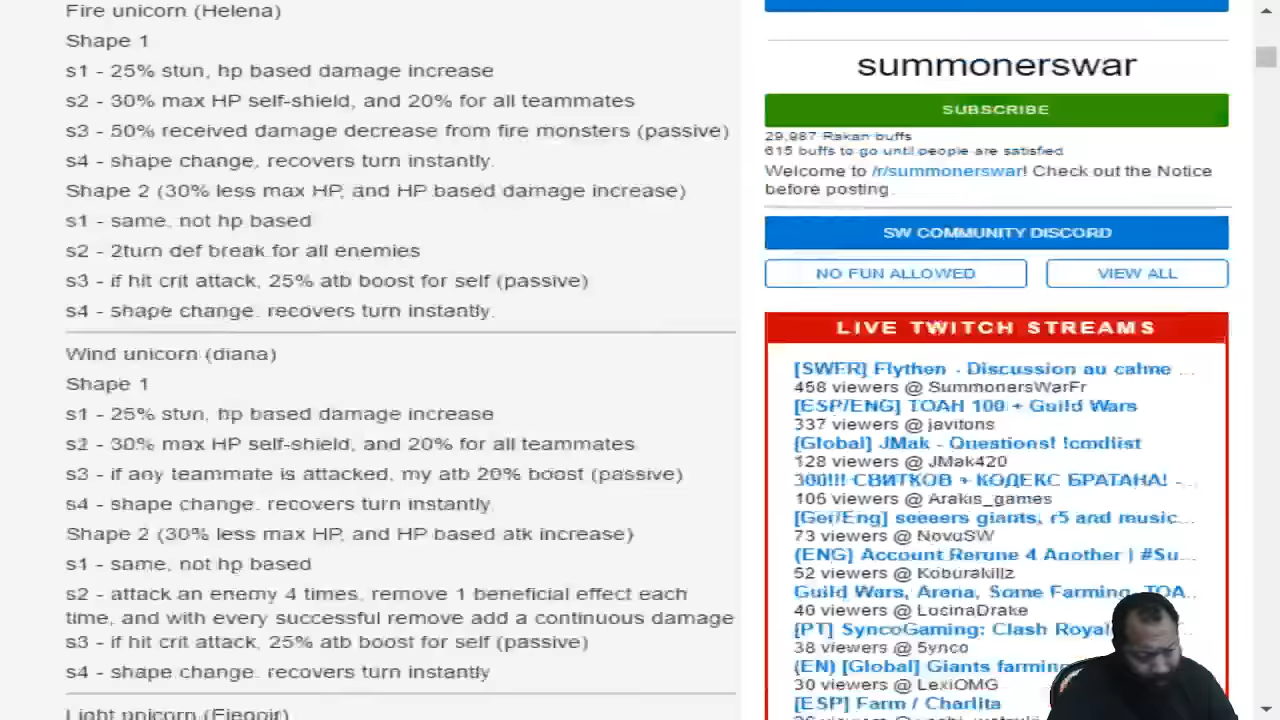 Fire unicorn (Helena)
Shape 1
s1 - 25% stun, hp based damage increase
s2 - 30% max HP self-shield, and 20% for all teammates
s3 - 50% received damage decrease from fire monsters (passive)
s4 - shape change, recovers turn instantly.
Shape 2 (30% less max HP, and HP based damage increase)
s1 - same, not hp based
s2 - 2turn def break for all enemies
s3 - if hit crit attack, 25% atb boost for self (passive)
s4 - shape change. recovers turn instantly.
Wind unicorn (diana)
Shape 1
s1 - 25% stun, hp based damage increase
s2 - 30% max HP self-shield, and 20% for all teammates
s3 - if any teammate is attacked, my atb 20% boost (passive)
s4 - shape change. recovers turn instantly.
Shape 2 (30% less max HP, and HP based atk increase)
s1 - same, not hp based
s2 - attack an enemy 4 times, remove 1 beneficial effect each
time, and with every successful remove add a continuous damage
s3 - if hit crit attack, 25% atb boost for self (passive)
s4 - shape change. recovers turn instantly
Light unicorn
summonerswar
SUBSCRIBE
29,987 Rakan buffs
615 buffs to go until people are satisfied
Welcome to /r/summonerswar! Check out the Notice
before posting.
SW COMMUNITY DISCORD
NO FUN ALLOWED
VIEW ALL
LIVE TWITCH STREAMS
[SWFR] Flythen - Discussion au calme ...
458 viewers @ SummonersWarFr
[ESP/ENG] TOAH 100 + Guild Wars
337 viewers @ javitons
[Global] JMak - Questions! !cmdlist
128 viewers @ JMak420
300!!! СВИТКОВ + КОДЕКС БРАТАНА! -...
106 viewers @ Arakis_games
[Ger/Eng] seeeers giants, r5 and music...
73 viewers @ NovuSW
(ENG) Account Rerune 4 Another | #Su...
52 viewers @ Koburakillz
Guild Wars, Arena, Some Farming, TOA...
40 viewers @ LucinaDrake
[PT] SyncoGaming: Clash Royal
38 viewers @ 5ynco
(EN) [Global] Giants farming
30 viewers @ LexiOMG
[ESP] Farm / Charlita